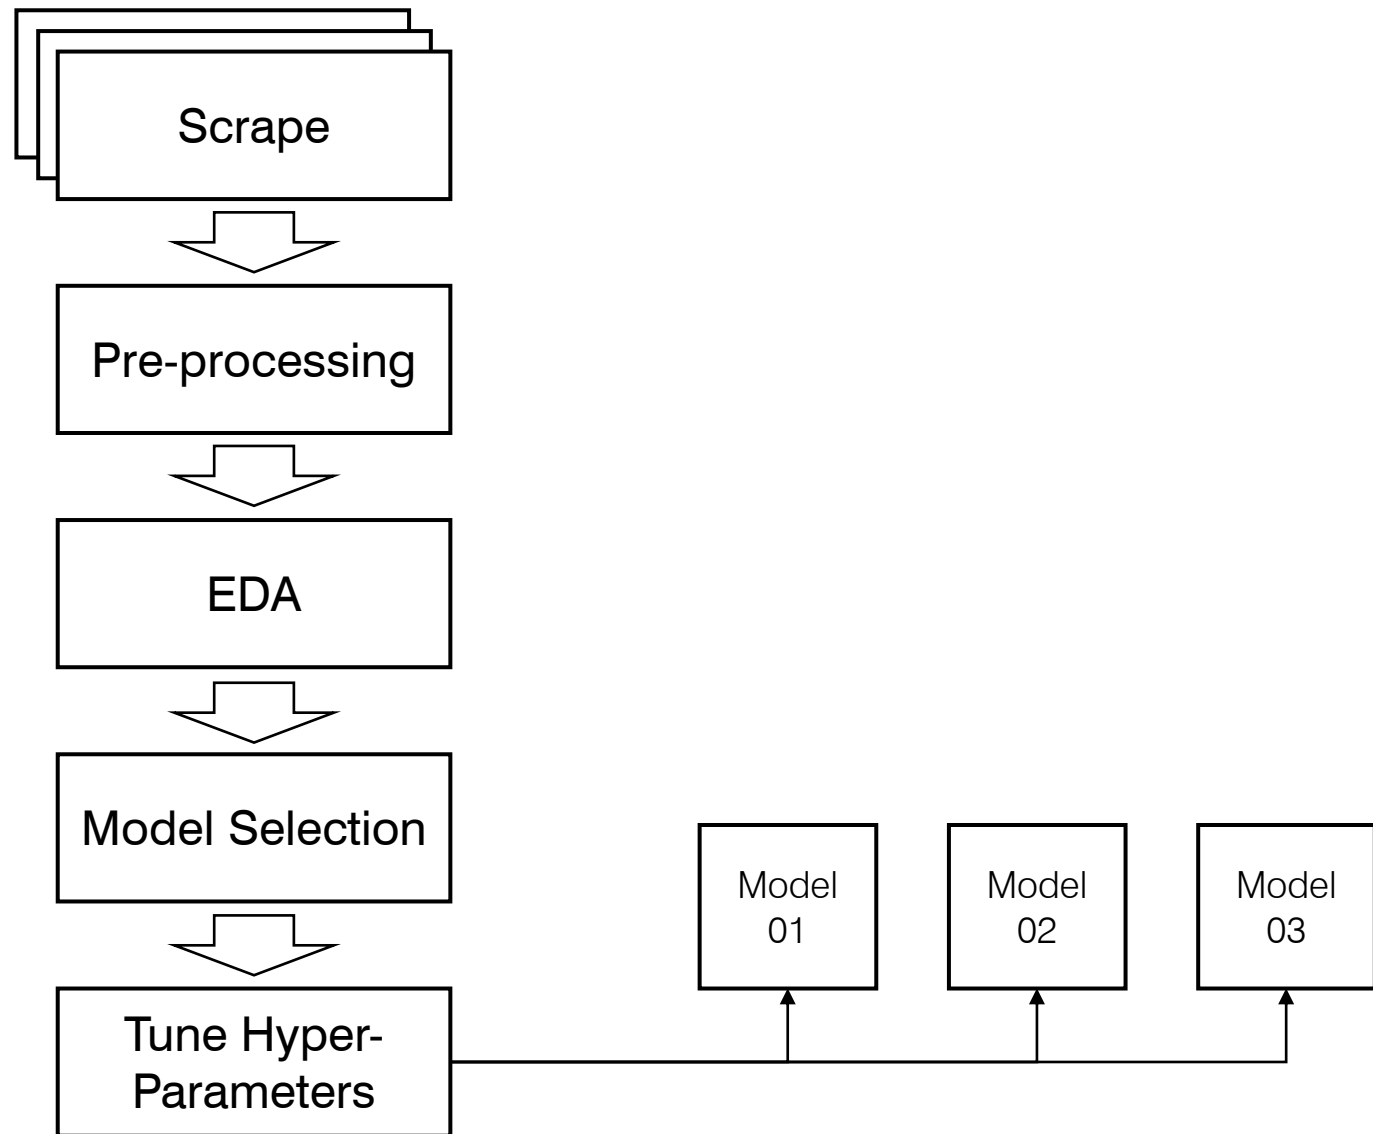 Scrape
Pre-processing
EDA
Model Selection
Model
01
Model
02
Model
03
Tune Hyper-
Parameters